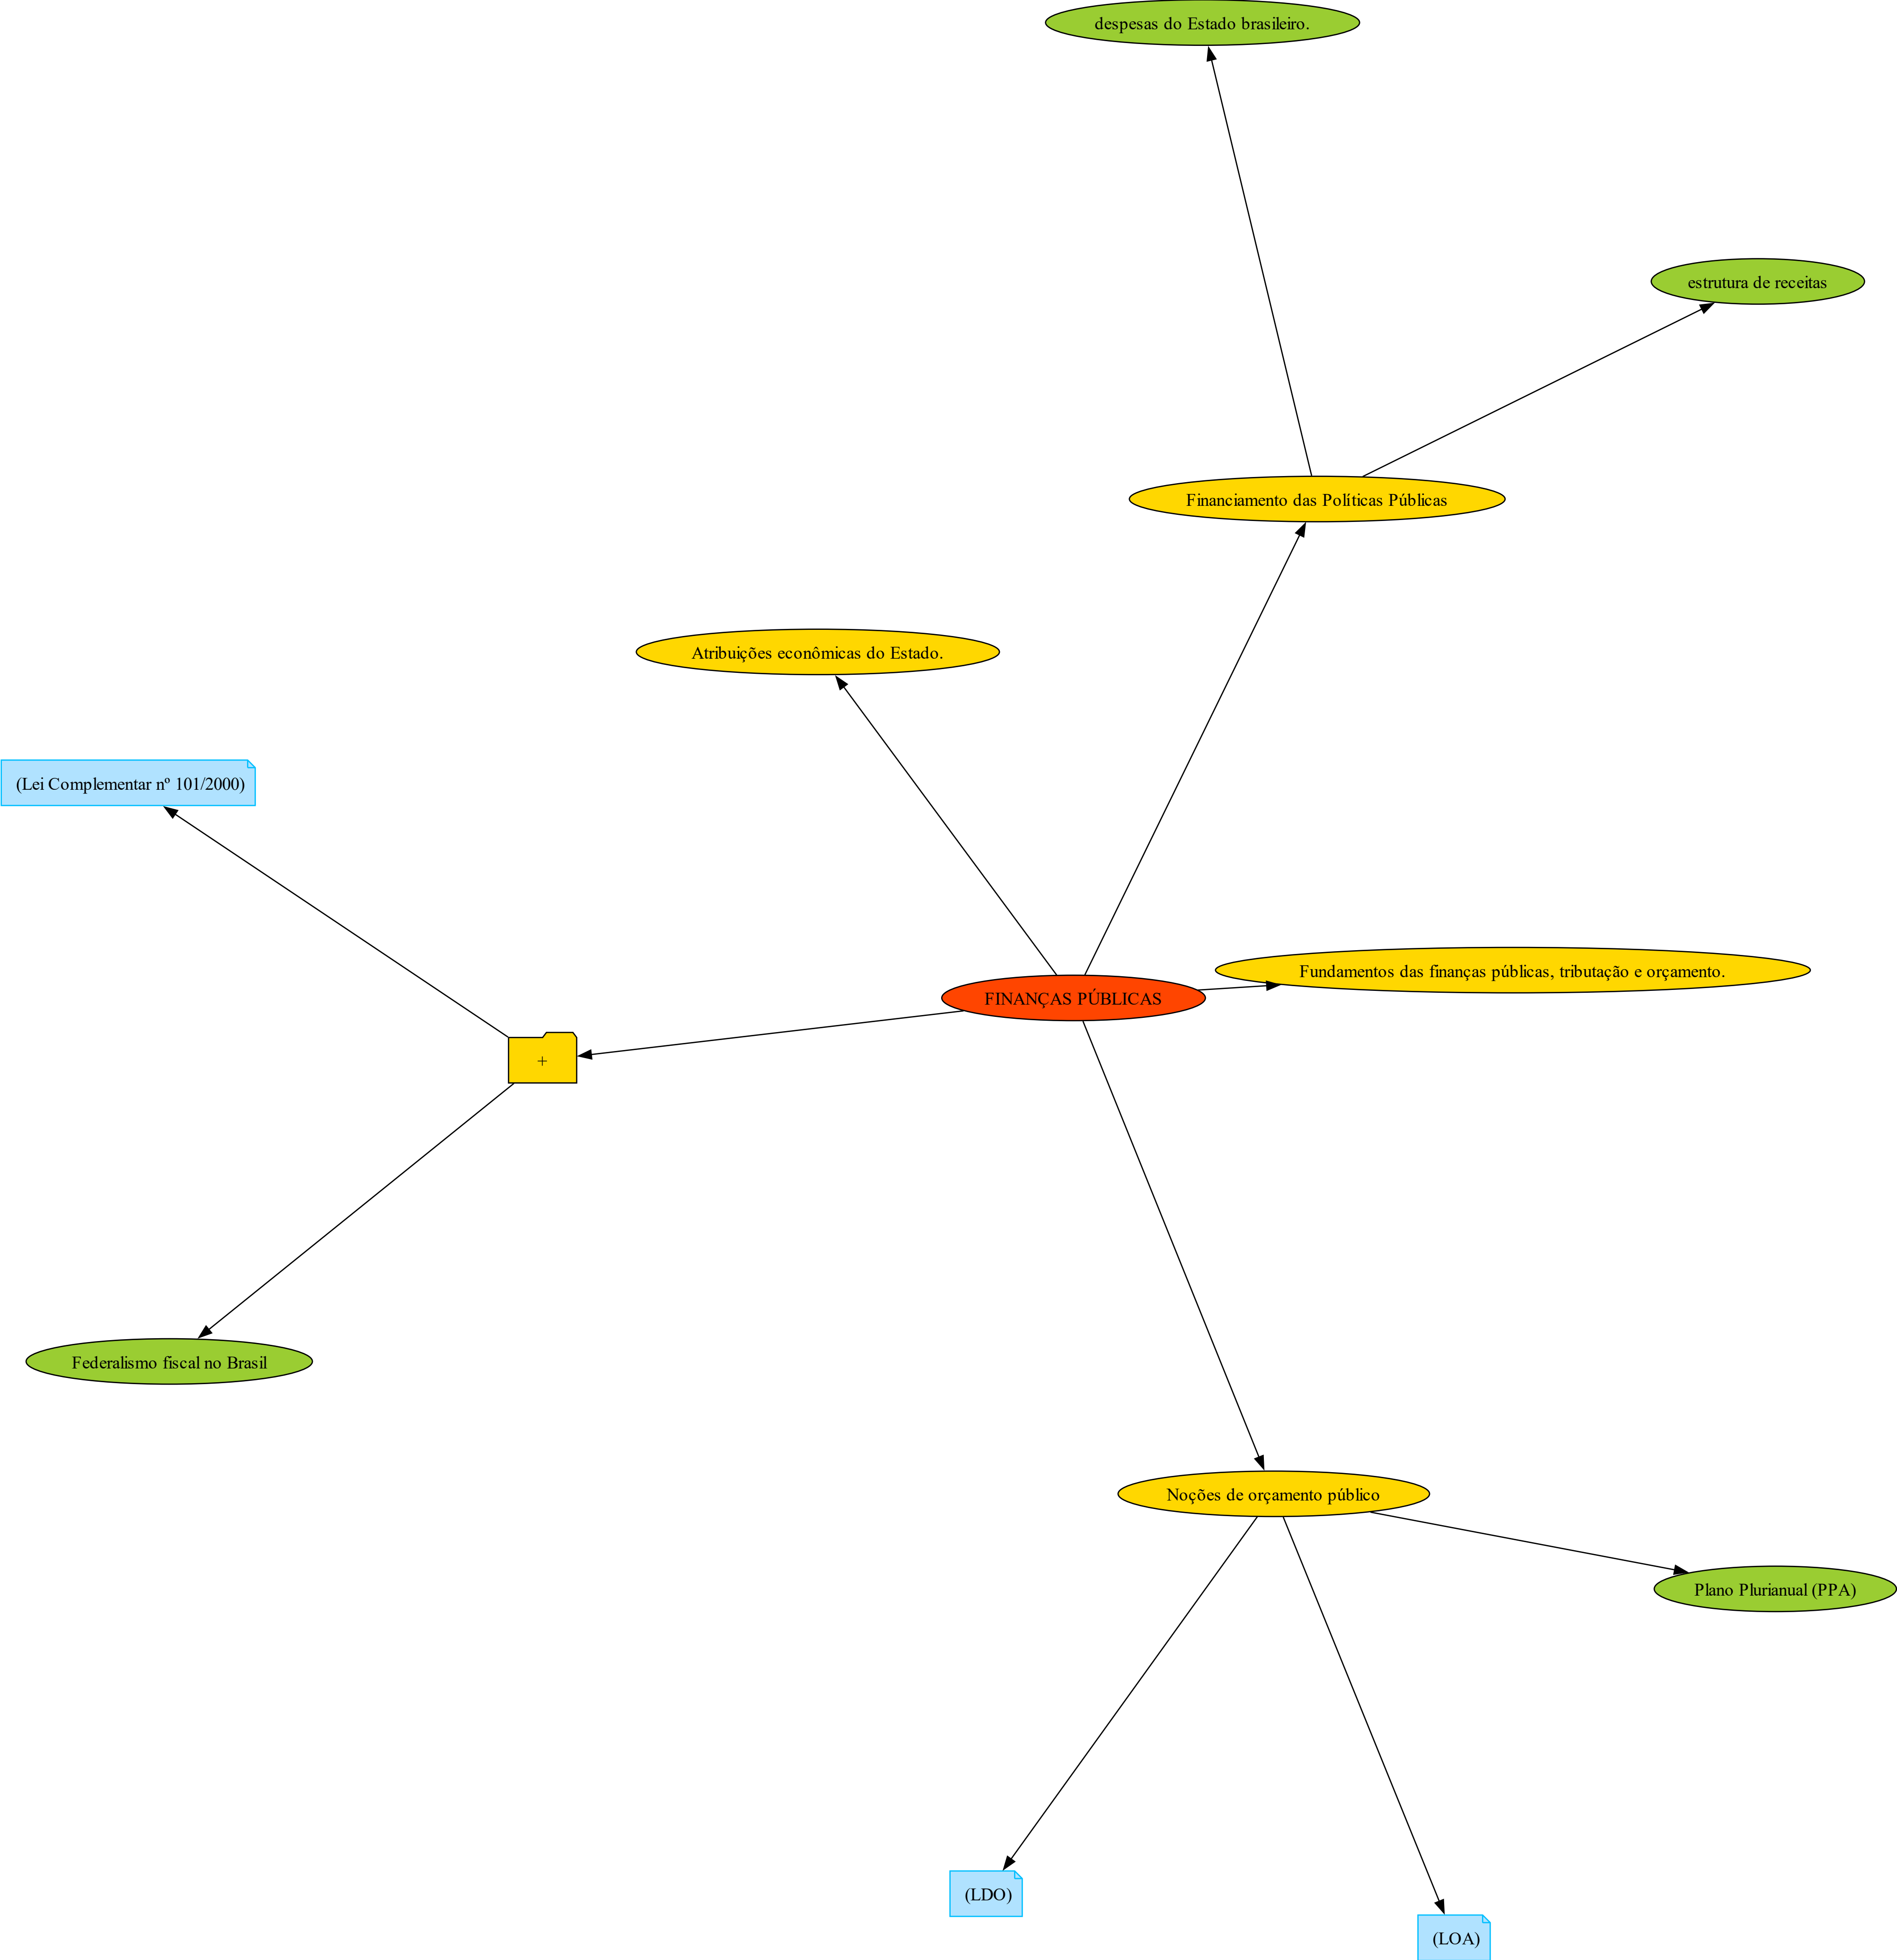 despesas do Estado brasileiro.
estrutura de receitas
Financiamento das Políticas Públicas
Atribuições econômicas do Estado.
(Lei Complementar nº 101/2000)
Fundamentos das finanças públicas, tributação e orçamento.
FINANÇAS PÚBLICAS
+
Federalismo fiscal no Brasil
Noções de orçamento público
Plano Plurianual (PPA)
(LDO)
(LOA)